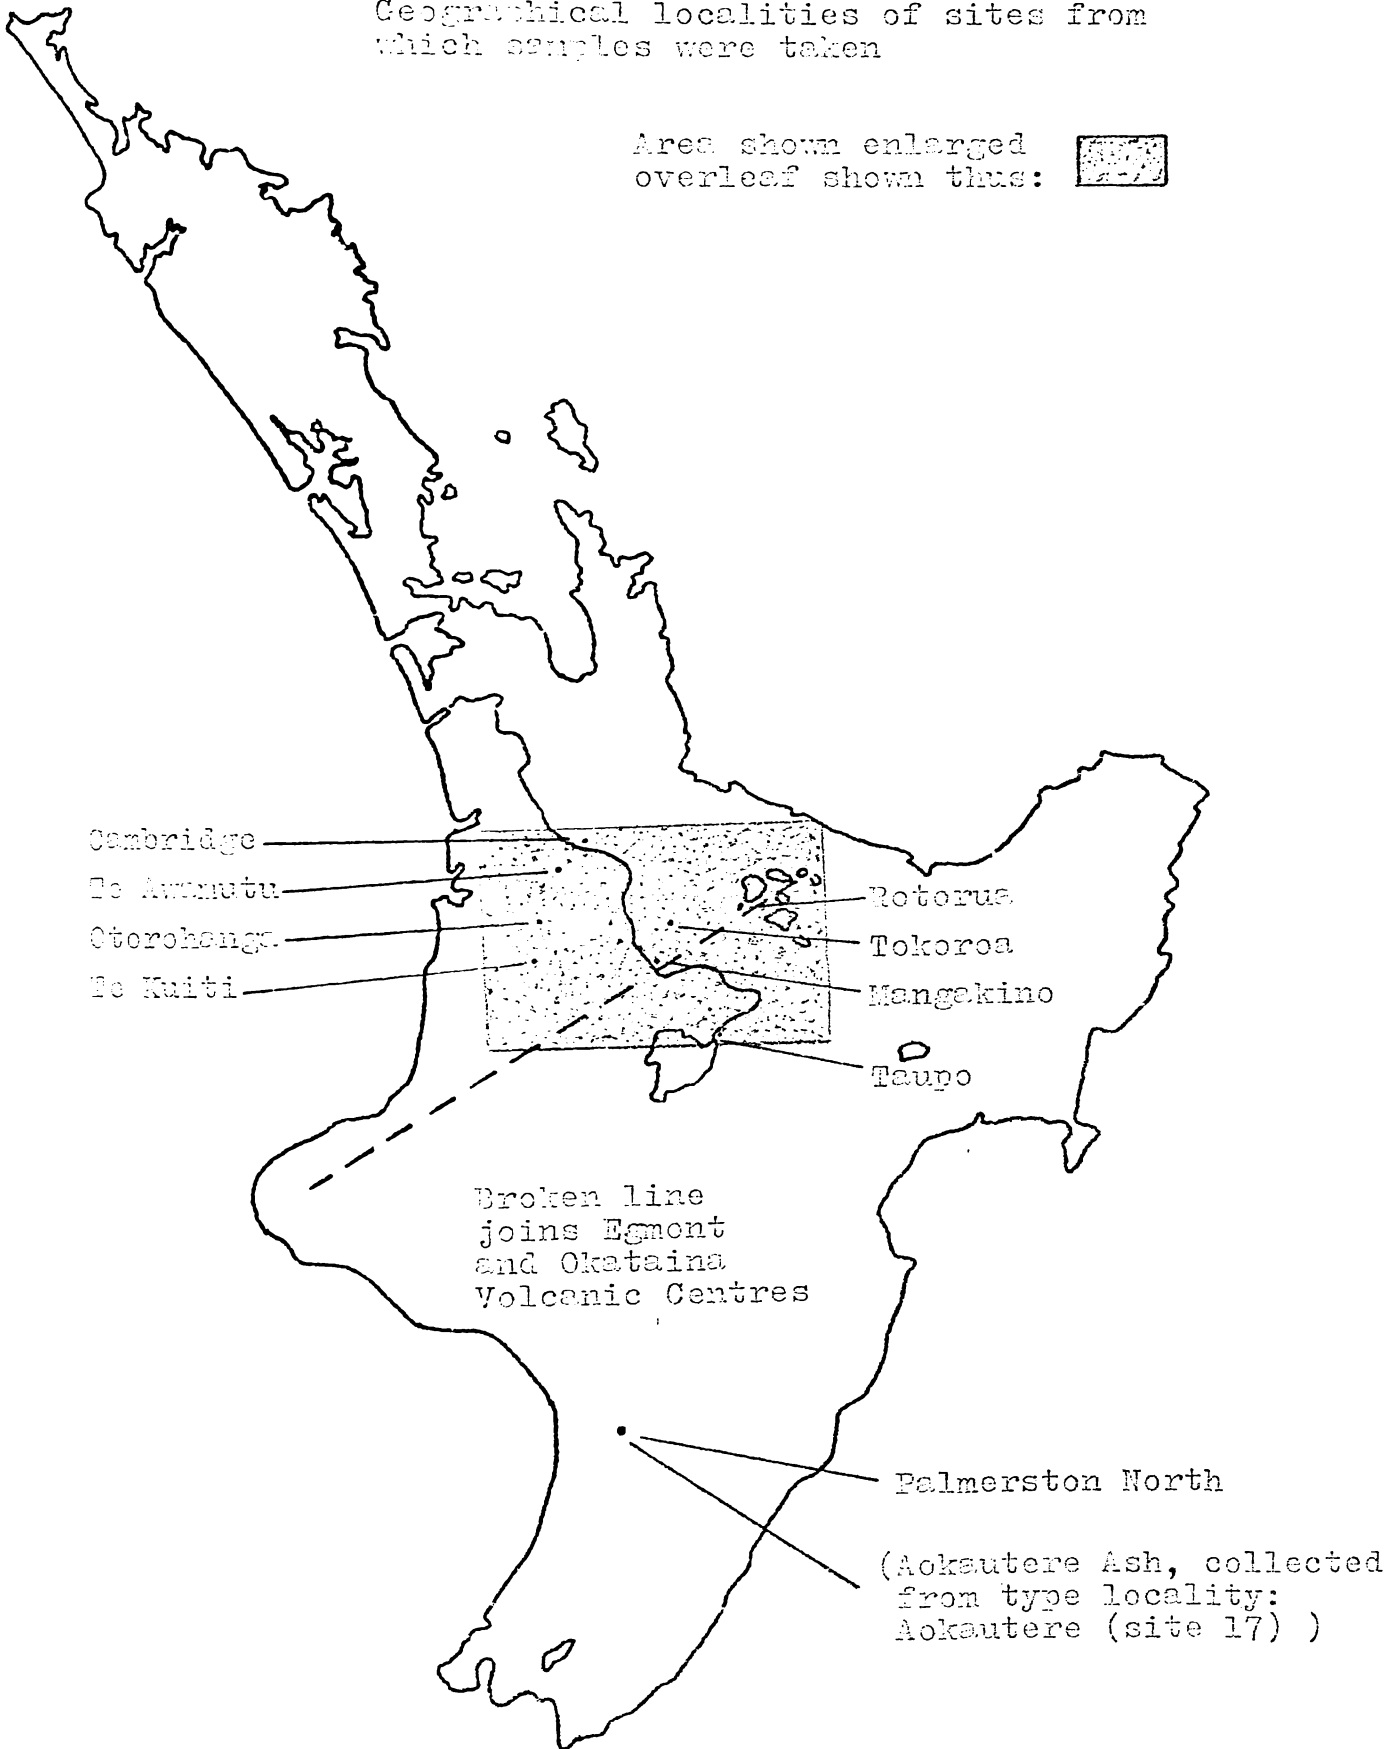 Geographical localities of sites from
which samples were taken
Area shown enlarged
overleaf shown thus:
Cambridge
Te Awamutu
Otorohanga
Te Kuiti
Rotorua
Tokoroa
Mangakino
Taupo
Broken line
joins Egmont
and Okataina
Volcanic Centres
Palmerston North
(Aokautere Ash, collected
from type locality:
Aokautere (site 17) )